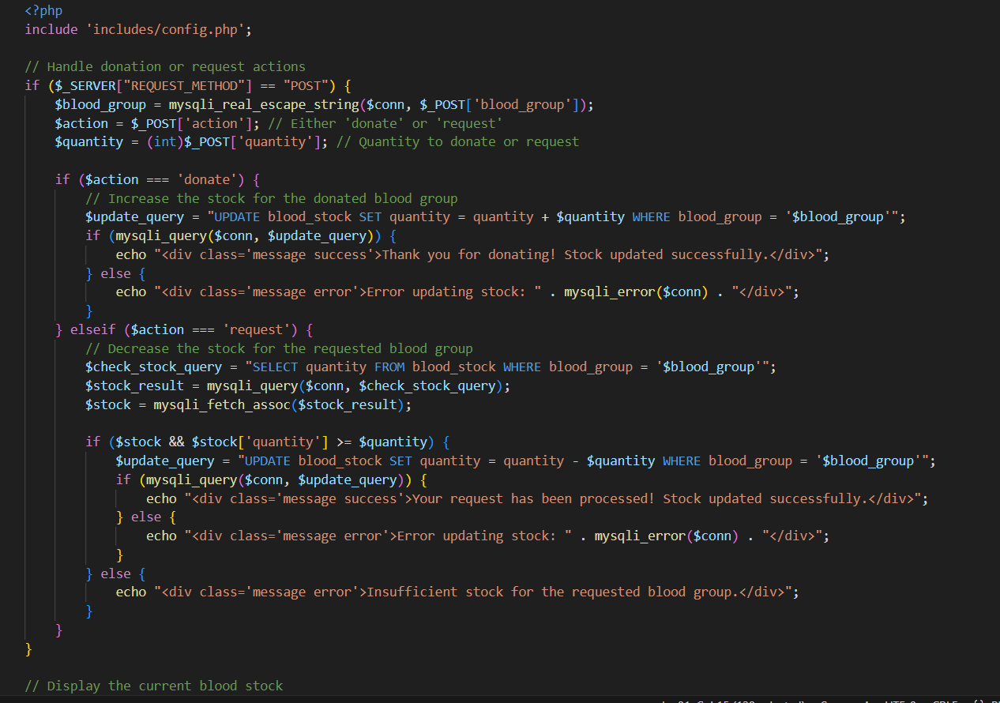 <?php
include 'includes/config.php';
// Handle donation or request actions
if ($_SERVER["REQUEST_METHOD"] == "POST") {
    $blood_group = mysqli_real_escape_string($conn, $_POST['blood_group']);
    $action = $_POST['action']; // Either 'donate' or 'request'
    $quantity = (int)$_POST['quantity']; // Quantity to donate or request
    if ($action === 'donate') {
        // Increase the stock for the donated blood group
        $update_query = "UPDATE blood_stock SET quantity = quantity + $quantity WHERE blood_group = '$blood_group'";
        if (mysqli_query($conn, $update_query)) {
            echo "<div class='message success'>Thank you for donating! Stock updated successfully.</div>";
        } else {
            echo "<div class='message error'>Error updating stock: " . mysqli_error($conn) . "</div>";
        }
    } elseif ($action === 'request') {
        // Decrease the stock for the requested blood group
        $check_stock_query = "SELECT quantity FROM blood_stock WHERE blood_group = '$blood_group'";
        $stock_result = mysqli_query($conn, $check_stock_query);
        $stock = mysqli_fetch_assoc($stock_result);
        if ($stock && $stock['quantity'] >= $quantity) {
            $update_query = "UPDATE blood_stock SET quantity = quantity - $quantity WHERE blood_group = '$blood_group'";
            if (mysqli_query($conn, $update_query)) {
                echo "<div class='message success'>Your request has been processed! Stock updated successfully.</div>";
            } else {
                echo "<div class='message error'>Error updating stock: " . mysqli_error($conn) . "</div>";
            }
        } else {
            echo "<div class='message error'>Insufficient stock for the requested blood group.</div>";
        }
    }
}
// Display the current blood stock